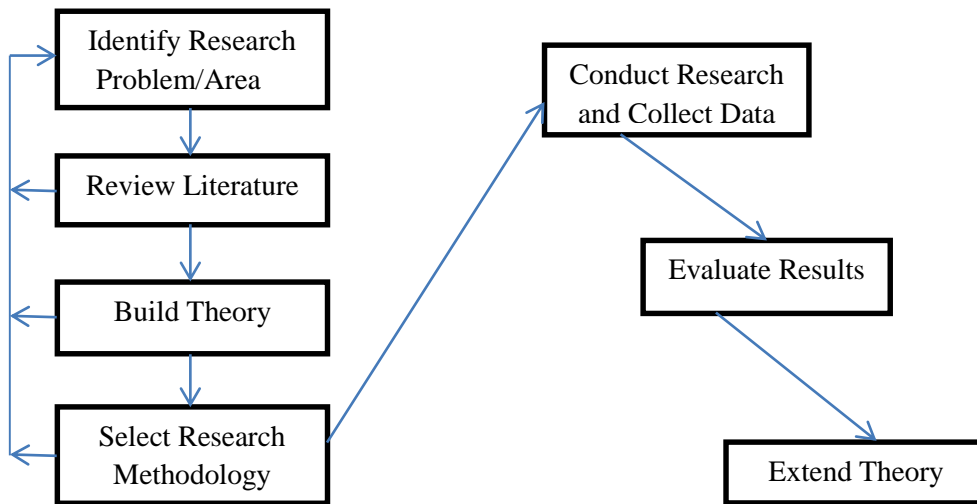 Identify Research
Problem/Area
Review Literature
Build Theory
Select Research
Methodology
Conduct Research
and Collect Data
Evaluate Results
Extend Theory